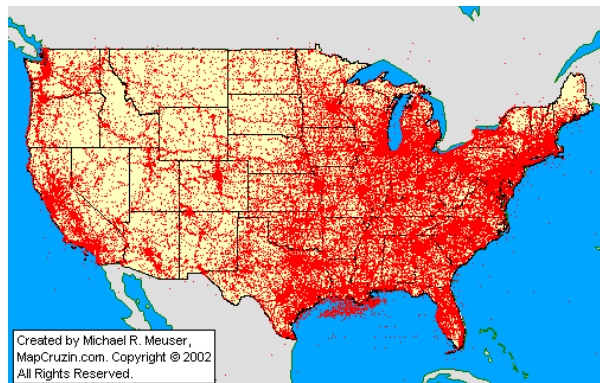 Created by Michael R. Meuser,
MapCruzin.com. Copyright © 2002
All Rights Reserved.